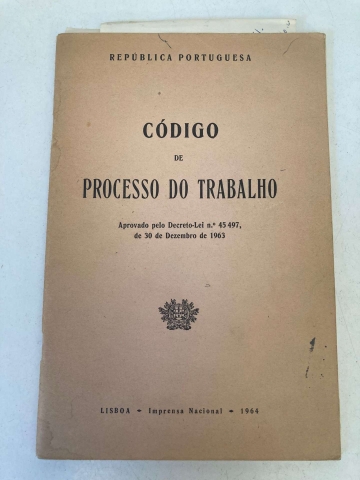 REPÚBLICA PORTUGUESA
CÓDIGO
DE
PROCESSO DO TRABALHO
Aprovado pelo Decreto-Lei n.º 45 497,
de 30 de Dezembro de 1963
LISBOA - Imprensa Nacional - 1964